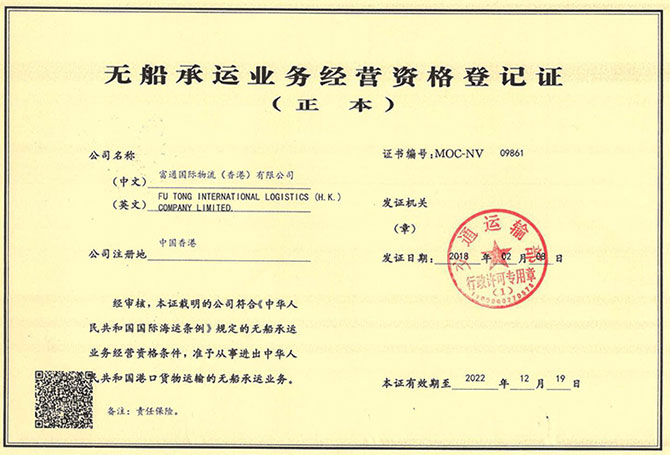 无船承运业务经营资格登记证
（正 本）
公司名称
（中文） 富通国际物流（香港）有限公司
（英文） FU TONG INTERNATIONAL LOGISTICS (H.K.)
COMPANY LIMITED.
公司注册地 中国香港
经审核，本证载明的公司符合《中华人
民共和国国际海运条例》规定的无船承运
业务经营资格条件，准予从事进出中华人
民共和国港口货物运输的无船承运业务。
备注：责任保险。
证书编号：MOC-NV 09861
发证机关
（章）
发证日期：2018 年 02 月 08 日
交通运输部
行政许可专用章
（1）
本证有效期至 2022 年 12 月 19 日